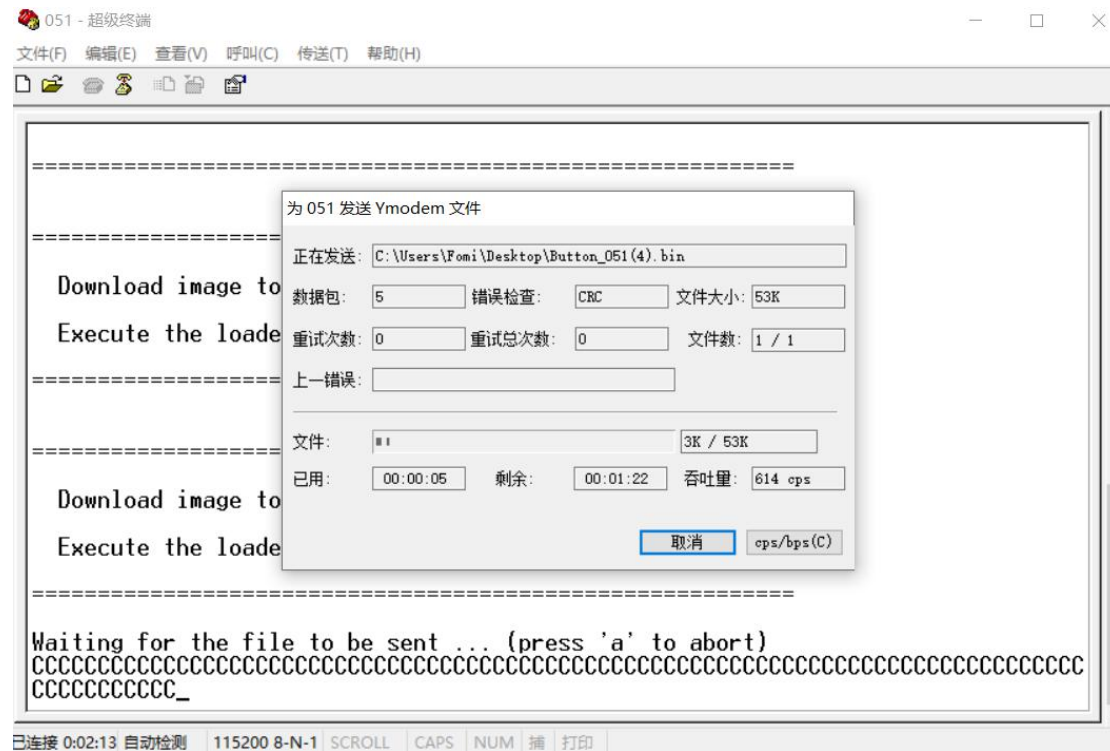 051 - 超级终端
文件(F) 编辑(E) 查看(V) 呼叫(C) 传送(T) 帮助(H)
==========================================================
Download image to
Execute the loade
==========================================================
Download image to
Execute the loade
==========================================================
Waiting for the file to be sent ... (press 'a' to abort)
CCCCCCCCCCCCCCCCCCCCCCCCCCCCCCCCCCCCCCCCCCCCCCCCCCCCCCCCCCCCCCCCCCCCCCCCCCCCCCCC
CCCCCCCCCCC_
为 051 发送 Ymodem 文件
正在发送: C:\Users\Fomi\Desktop\Button_051(4).bin
数据包: 5 错误检查: CRC 文件大小: 53K
重试次数: 0 重试总次数: 0 文件数: 1 / 1
上一错误:
文件: 3K / 53K
已用: 00:00:05 剩余: 00:01:22 吞吐量: 614 cps
取消 cps/bps(C)
已连接 0:02:13 自动检测 115200 8-N-1 SCROLL CAPS NUM 捕 打印